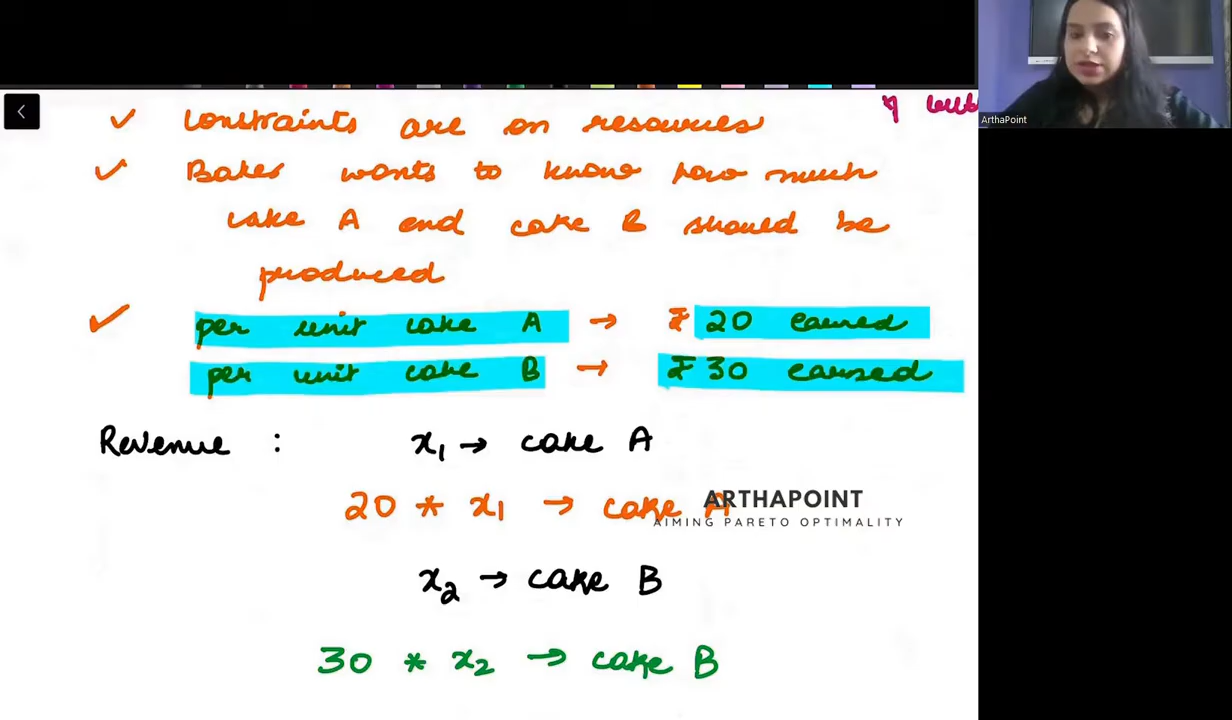 ✓ Constraints are on resources
✓ Baker wants to know how much
cake A and cake B should be
produced
✓ per unit cake A → ₹ 20 earned
per unit cake B → ₹ 30 earned
Revenue : x₁ → cake A
20 * x₁ → cake A
ARTHAPOINT
AIMING PARETO OPTIMALITY
x₂ → cake B
30 * x₂ → cake B
ArthaPoint